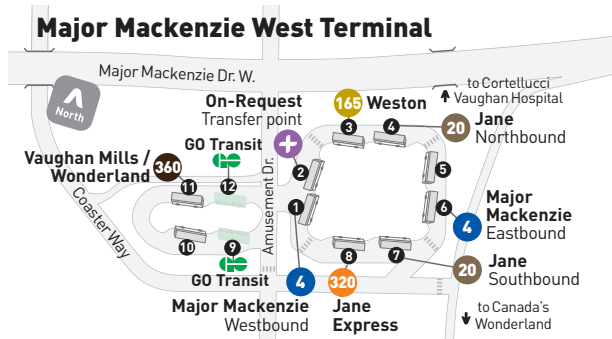 Major Mackenzie West Terminal
Major Mackenzie Dr. W.
to Cortellucci
Vaughan Hospital
North
On-Request
Transfer point
165 Weston
3
4
20
Jane
Northbound
GO Transit
Vaughan Mills /
Wonderland
360
11
12
2
5
Coaster Way
Amusement Dr.
1
6
Major
Mackenzie
Eastbound
4
10
9
8
7
GO Transit
4
Major Mackenzie
Westbound
320
Jane
Express
20
Jane
Southbound
to Canada's
Wonderland